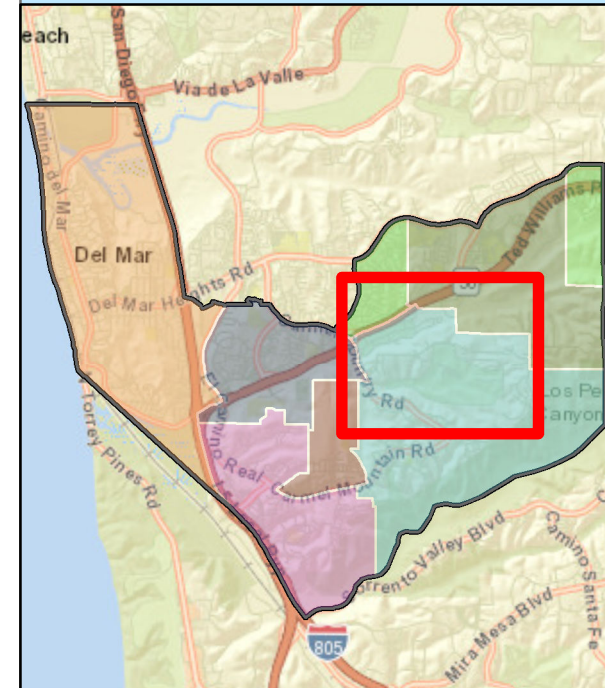 each
San Diego
Via de La Valle
Camino del Mar
Del Mar
Del Mar Heights Rd
Ted Williams P
56
Rd
Los Pe
Canyon
El Camino Real
Carmel Mountain Rd
N Torrey Pines Rd
Sorrento Valley Blvd
Camino Santa Fe
Mira Mesa Blvd
805